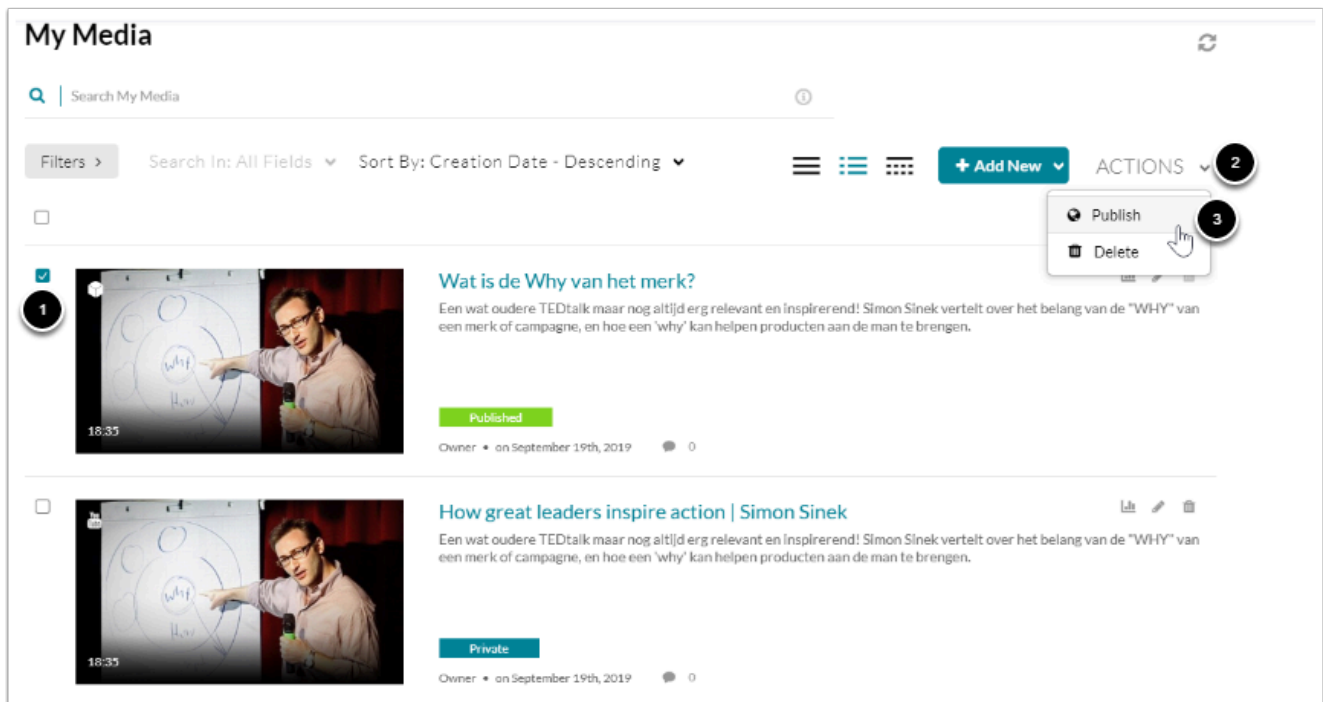 My Media
Search My Media
Filters >
Search In: All Fields
Sort By: Creation Date - Descending
+ Add New
ACTIONS
2
Publish
3
Delete
1
why
How
18:35
Wat is de Why van het merk?
Een wat oudere TEDtalk maar nog altijd erg relevant en inspirerend! Simon Sinek vertelt over het belang van de "WHY" van
een merk of campagne, en hoe een 'why' kan helpen producten aan de man te brengen.
Published
Owner • on September 19th, 2019
0
You
Tube
why
How
18:35
How great leaders inspire action | Simon Sinek
Een wat oudere TEDtalk maar nog altijd erg relevant en inspirerend! Simon Sinek vertelt over het belang van de "WHY" van
een merk of campagne, en hoe een 'why' kan helpen producten aan de man te brengen.
Private
Owner • on September 19th, 2019
0